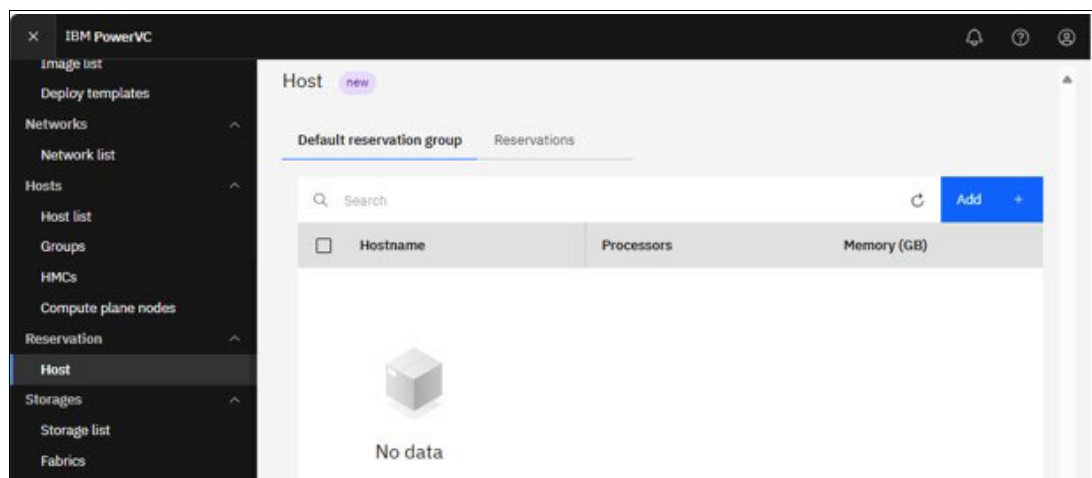 IBM PowerVC
Image list
Deploy templates
Networks
Network list
Hosts
Host list
Groups
HMCs
Compute plane nodes
Reservation
Host
Storages
Storage list
Fabrics
Host new
Default reservation group Reservations
Search Add +
Hostname Processors Memory (GB)
No data